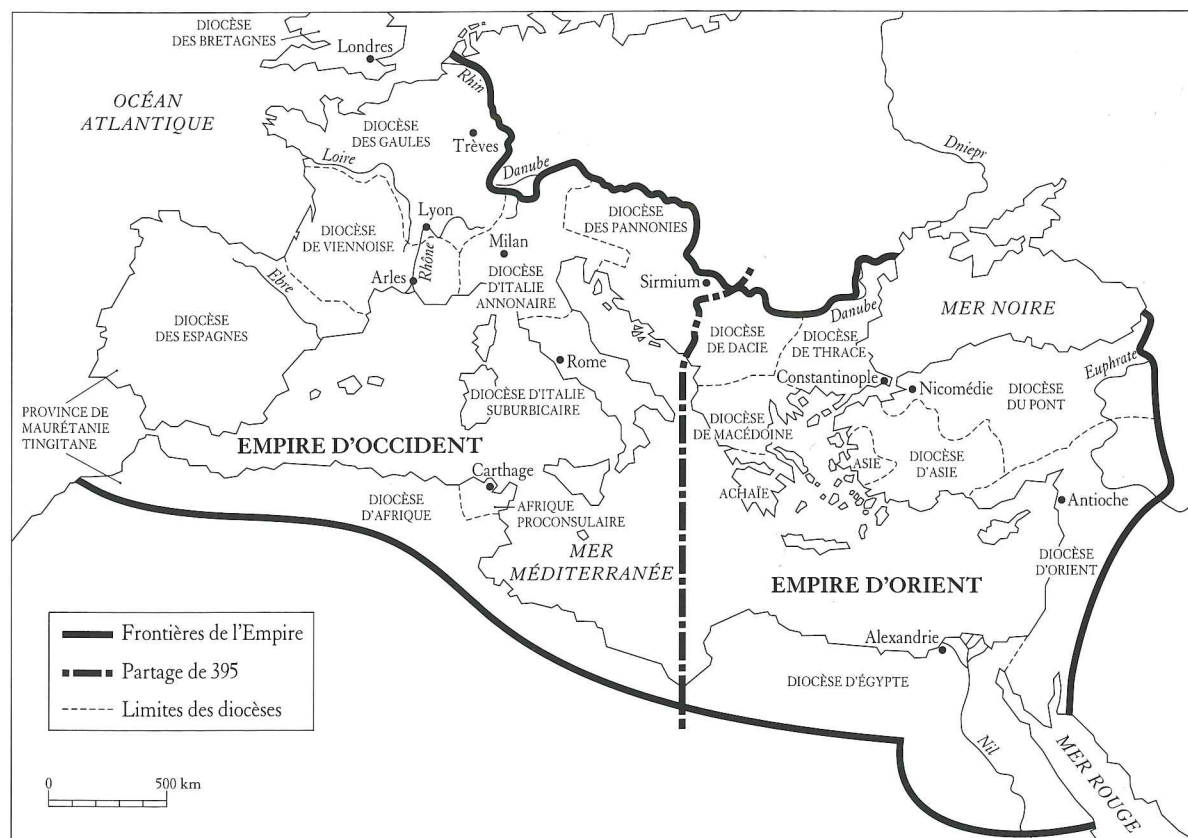 DIOCÈSE
DES BRETAGNES
Londres
Rhin
OCÉAN
ATLANTIQUE
DIOCÈSE
DES GAULES
Trèves
Dniepr
Loire
Danube
DIOCÈSE
DES PANNONIES
Lyon
DIOCÈSE
DE VIENNOISE
Milan
Rhône
Arles
Ebre
DIOCÈSE
D'ITALIE
ANNONAIRE
Sirmium
Danube
MER NOIRE
DIOCÈSE
DES ESPAGNES
DIOCÈSE
DE DACIE
DIOCÈSE
DE THRACE
Rome
Constantinople
Nicomédie
Euphrate
DIOCÈSE
DU PONT
DIOCÈSE D'ITALIE
SUBURBICAIRE
PROVINCE DE
MAURÉTANIE
TINGITANE
DIOCÈSE
DE MACÉDOINE
EMPIRE D'OCCIDENT
ASIE
DIOCÈSE
D'ASIE
Carthage
ACHAÏE
Antioche
DIOCÈSE
D'AFRIQUE
AFRIQUE
PROCONSULAIRE
MER
MÉDITERRANÉE
DIOCÈSE
D'ORIENT
EMPIRE D'ORIENT
Alexandrie
DIOCÈSE D'ÉGYPTE
Nil
MER ROUGE
Frontières de l'Empire
Partage de 395
Limites des diocèses
0 500 km